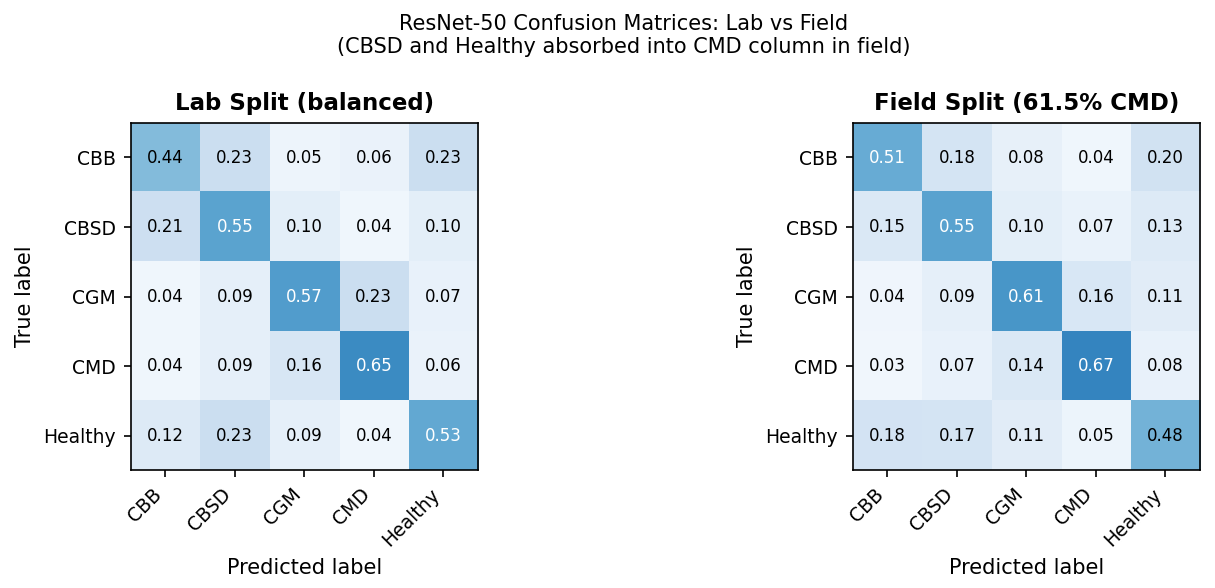 ResNet-50 Confusion Matrices: Lab vs Field
(CBSD and Healthy absorbed into CMD column in field)
Lab Split (balanced)
True label
CBB 0.44 0.23 0.05 0.06 0.23
CBSD 0.21 0.55 0.10 0.04 0.10
CGM 0.04 0.09 0.57 0.23 0.07
CMD 0.04 0.09 0.16 0.65 0.06
Healthy 0.12 0.23 0.09 0.04 0.53
CBB CBSD CGM CMD Healthy
Predicted label
Field Split (61.5% CMD)
True label
CBB 0.51 0.18 0.08 0.04 0.20
CBSD 0.15 0.55 0.10 0.07 0.13
CGM 0.04 0.09 0.61 0.16 0.11
CMD 0.03 0.07 0.14 0.67 0.08
Healthy 0.18 0.17 0.11 0.05 0.48
CBB CBSD CGM CMD Healthy
Predicted label